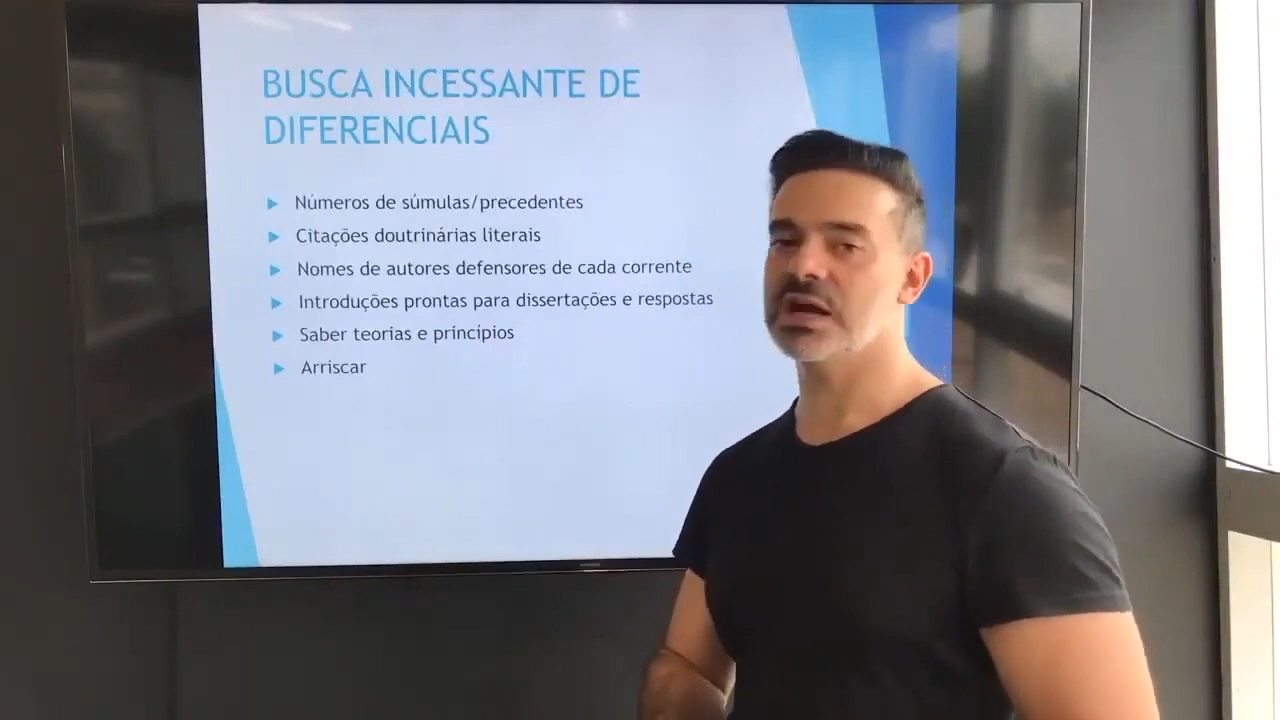 BUSCA INCESSANTE DE
DIFERENCIAIS
Números de súmulas/precedentes
Citações doutrinárias literais
Nomes de autores defensores de cada corrente
Introduções prontas para dissertações e respostas
Saber teorias e princípios
Arriscar